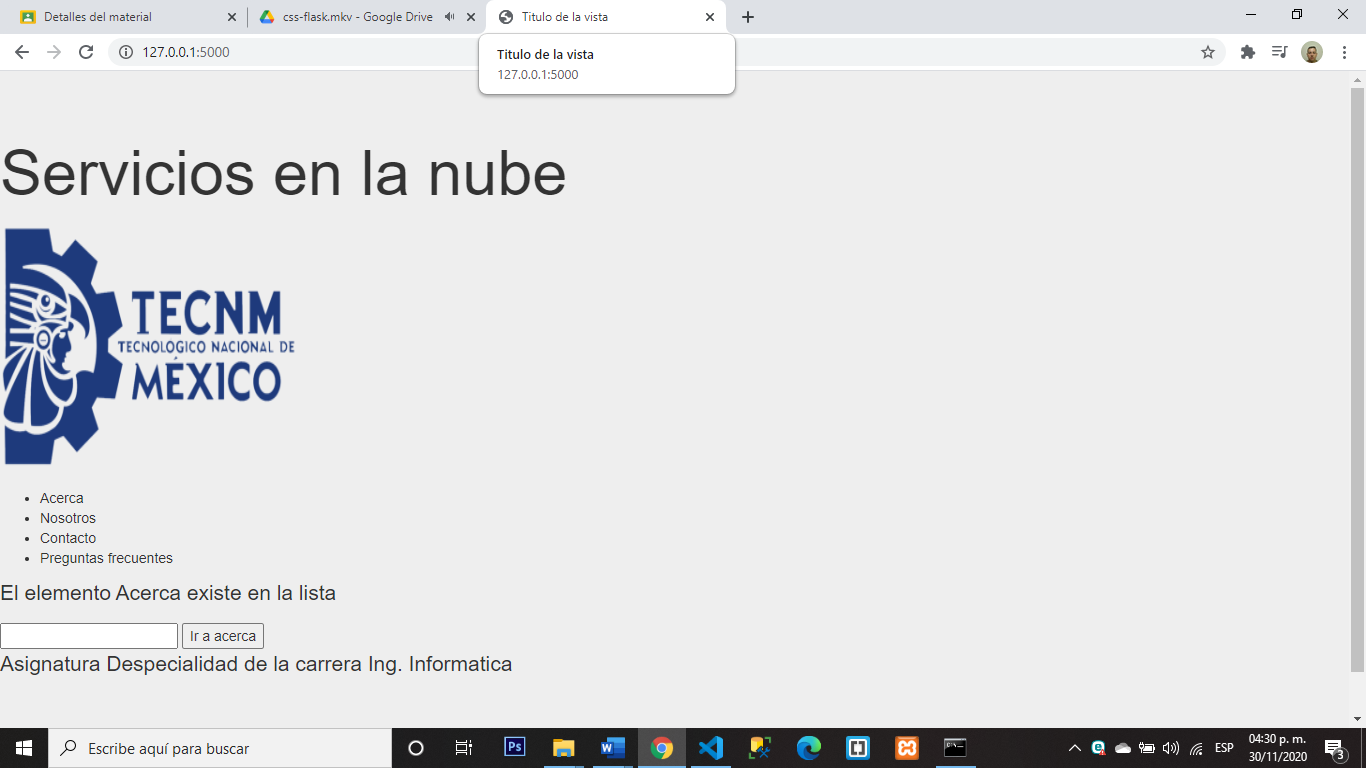 Detalles del material
css-flask.mkv - Google Drive
Titulo de la vista
127.0.0.1:5000
Titulo de la vista
127.0.0.1:5000
Servicios en la nube
TECNM
TECNOLÓGICO NACIONAL DE
MÉXICO
Acerca
Nosotros
Contacto
Preguntas frecuentes
El elemento Acerca existe en la lista
Ir a acerca
Asignatura Despecialidad de la carrera Ing. Informatica
Escribe aquí para buscar
Ps
ESP
04:30 p. m.
30/11/2020
3